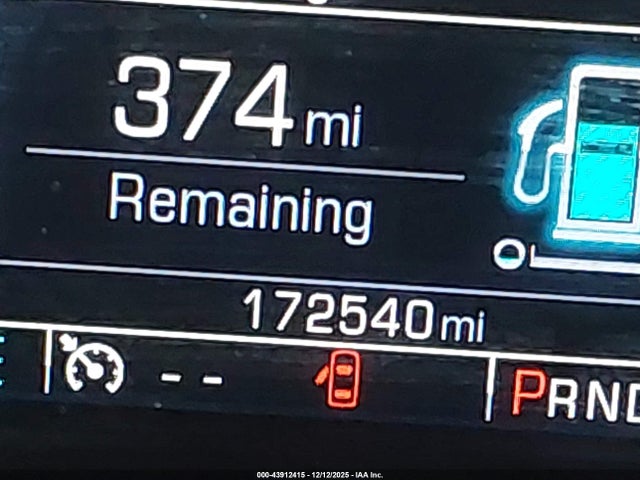 374 mi
Remaining
172540 mi
-- PRND
000-43912415 - 12/12/2025 - IAA Inc.